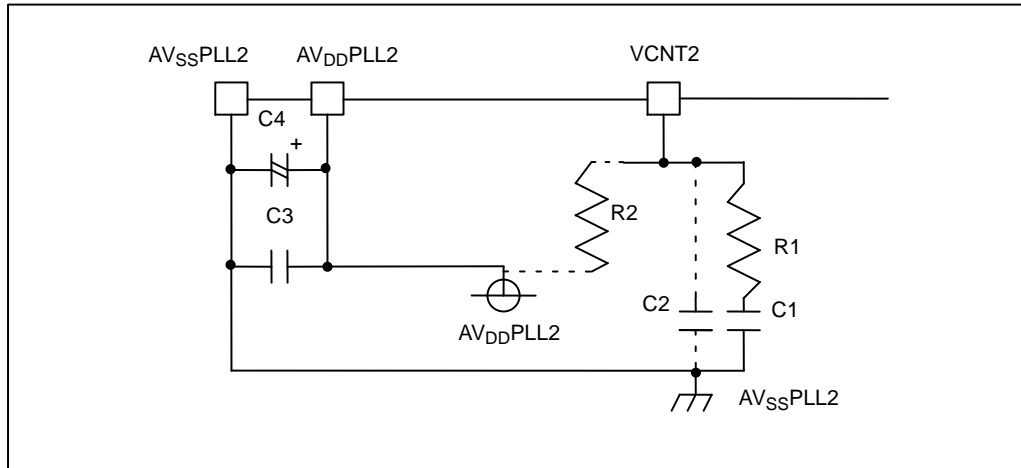 AVSSPLL2 AVDDPLL2 VCNT2
C4
+
C3
R2
R1
C2 C1
AVDDPLL2
AVSSPLL2